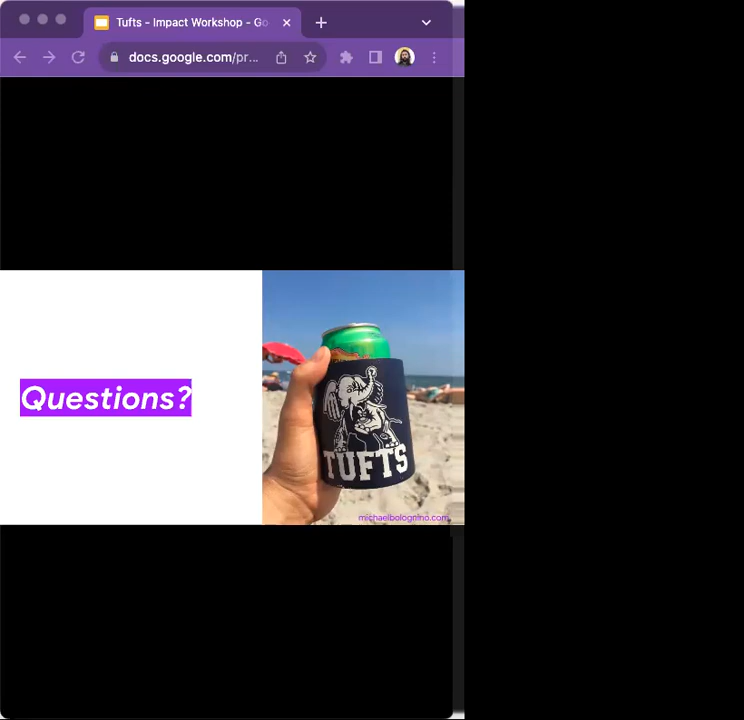 Tufts - Impact Workshop - Go
docs.google.com/pr...
Questions?
TUFTS
michaelbolognino.com